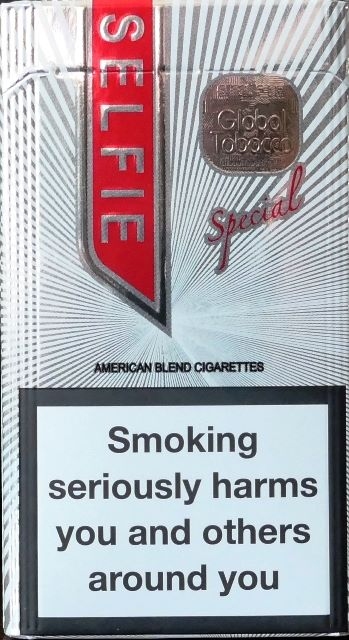 SELFIE
Global
Tobacco
Special
AMERICAN BLEND CIGARETTES
Smoking
seriously harms
you and others
around you